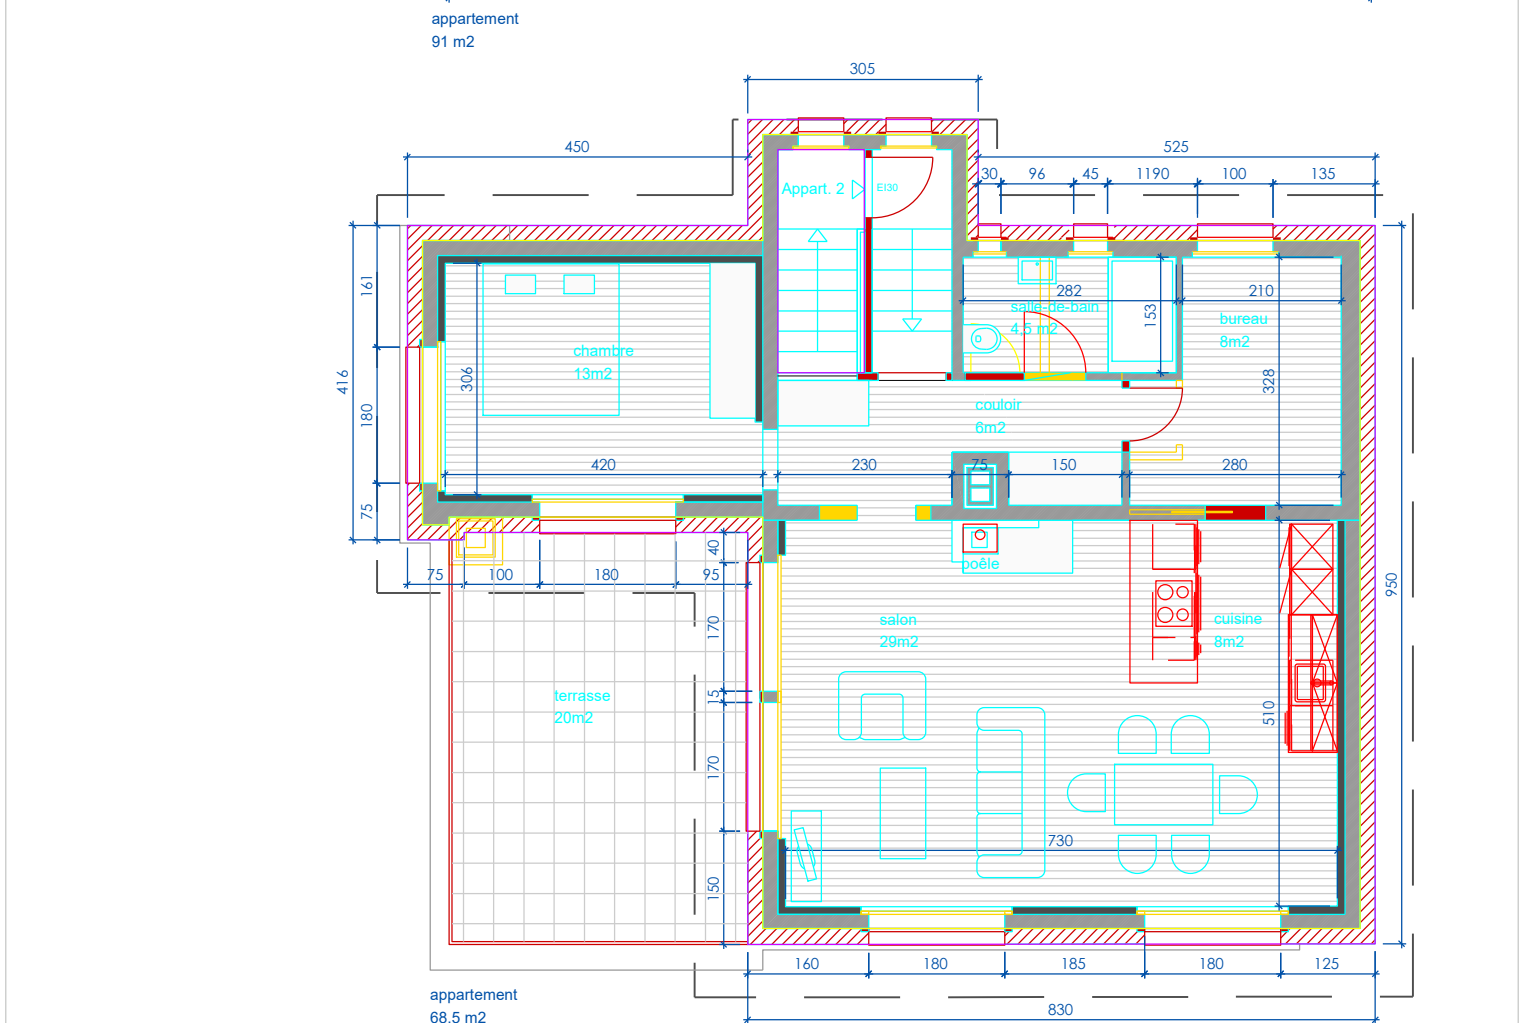 appartement
91 m2
305
450
525
30
96
45
1190
100
135
Appart. 2
EI30
161
416
306
180
75
chambre
13m2
282
salle-de-bain
4,5 m2
153
210
bureau
8m2
328
couloir
6m2
420
230
75
150
280
75
100
180
95
40
poêle
170
salon
29m2
cuisine
8m2
950
terrasse
20m2
15
510
170
730
150
160
180
185
180
125
appartement
68,5 m2
830